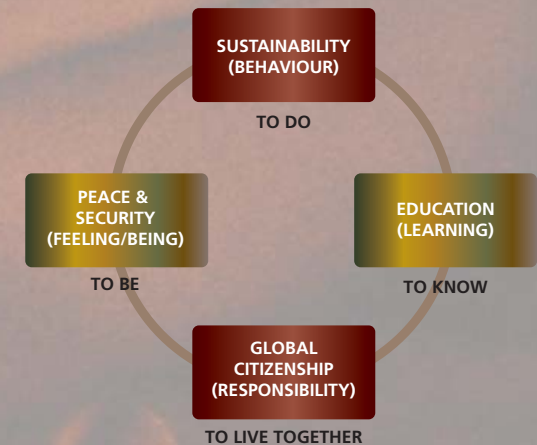 SUSTAINABILITY
(BEHAVIOUR)
TO DO
PEACE &
SECURITY
(FEELING/BEING)
TO BE
EDUCATION
(LEARNING)
TO KNOW
GLOBAL
CITIZENSHIP
(RESPONSIBILITY)
TO LIVE TOGETHER